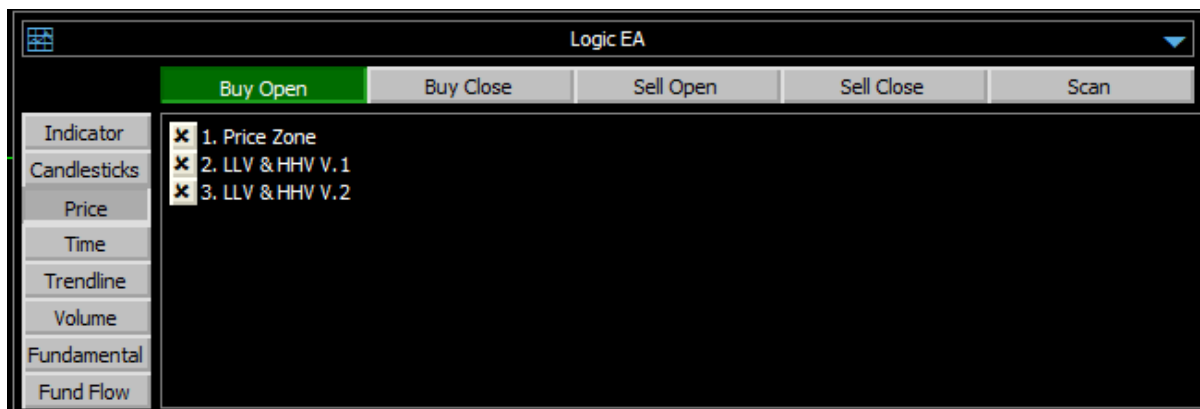 Logic EA
Buy Open Buy Close Sell Open Sell Close Scan
Indicator
Candlesticks
Price
Time
Trendline
Volume
Fundamental
Fund Flow
1. Price Zone
2. LLV & HHV V.1
3. LLV & HHV V.2